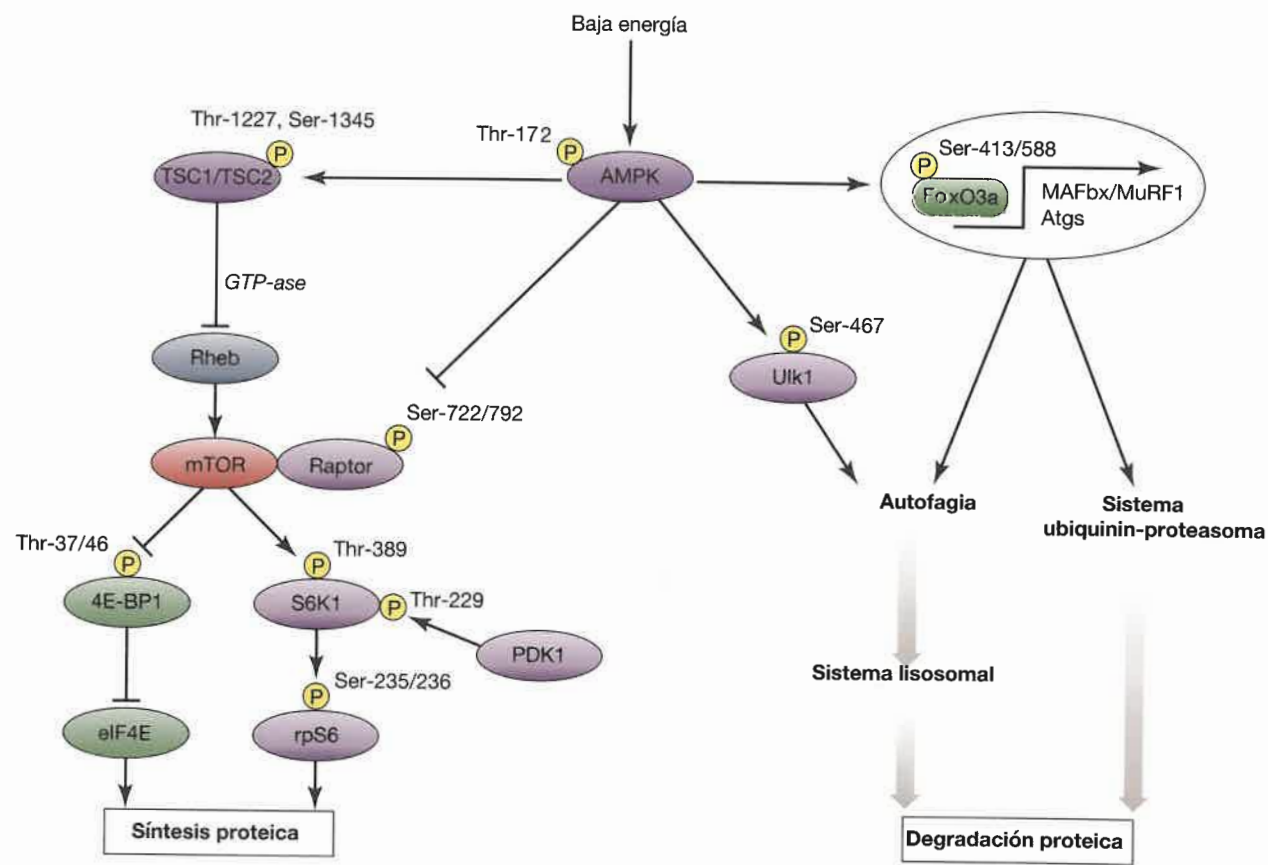 Baja energía
Thr-1227, Ser-1345
P
TSC1/TSC2
Thr-172
P
AMPK
P
Ser-413/588
FoxO3a
MAFbx/MuRF1
Atgs
GTP-ase
Rheb
Ser-467
P
Ulk1
Ser-722/792
P
mTOR
Raptor
Autofagia
Sistema
ubiquinin-proteasoma
Thr-37/46
P
4E-BP1
Thr-389
P
S6K1
P
Thr-229
PDK1
Sistema lisosomal
Ser-235/236
P
eIF4E
rpS6
Síntesis proteica
Degradación proteica